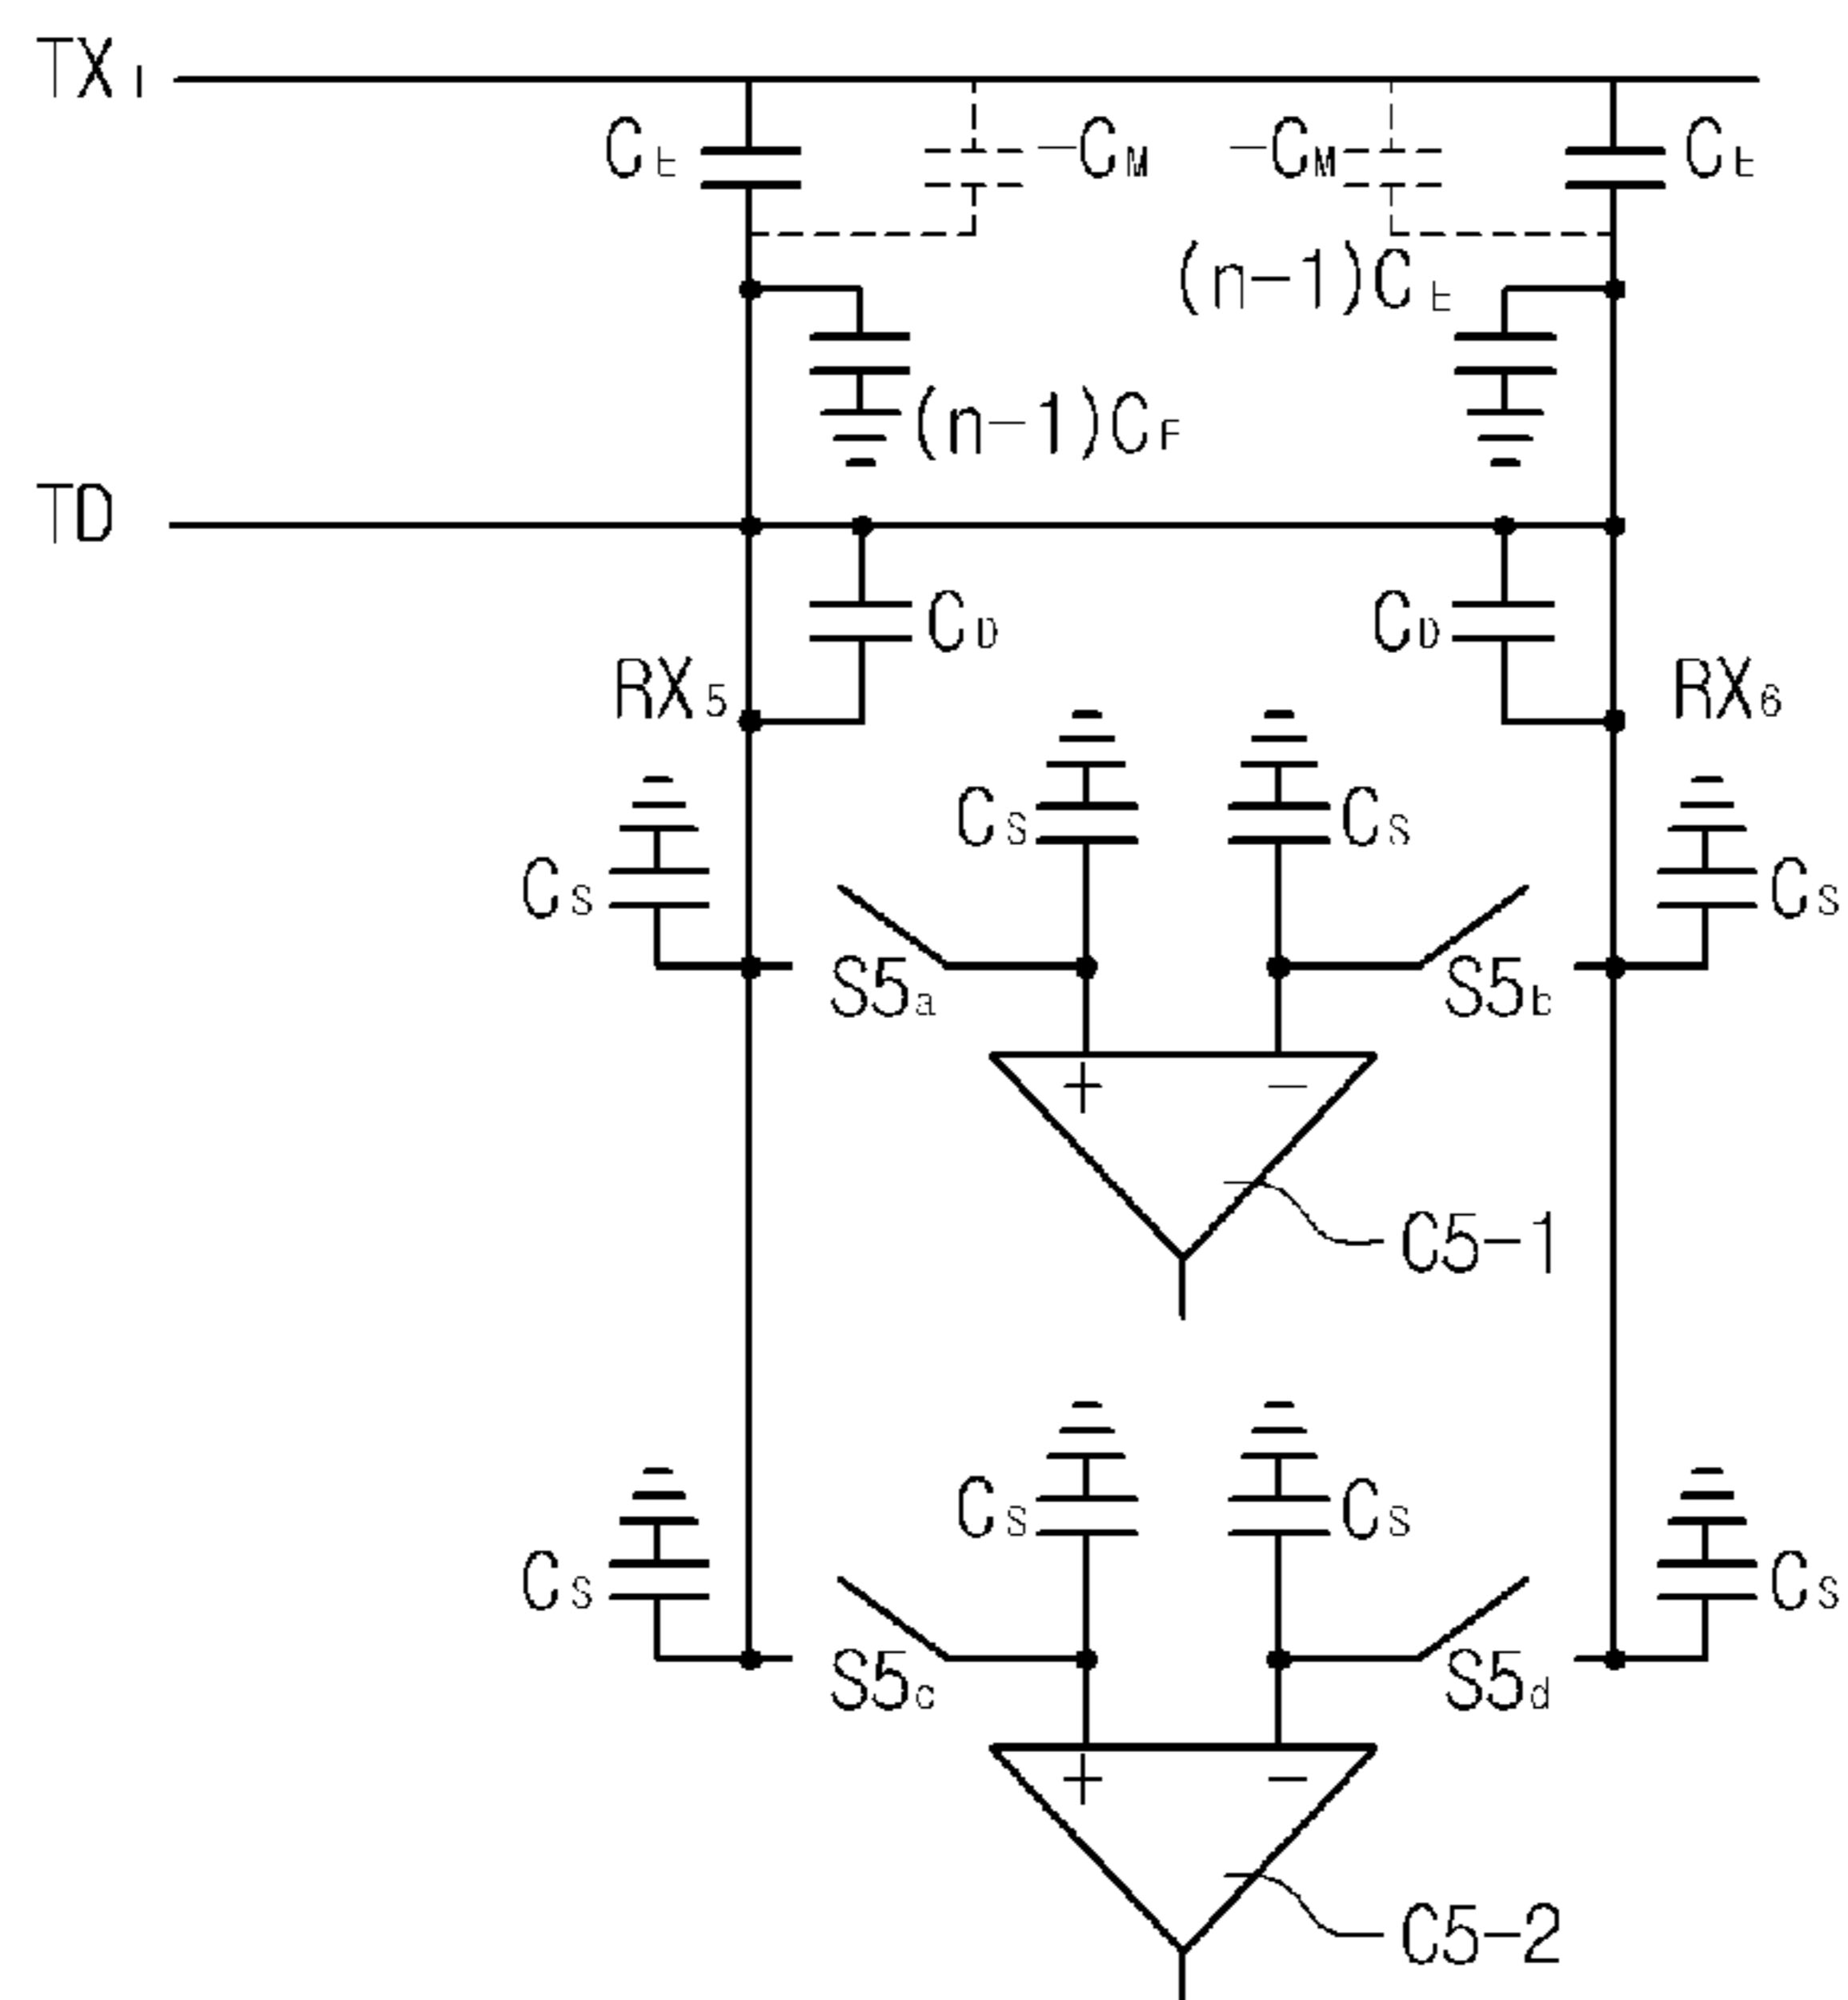 TX1
CE
-CM
-CM
CE
(n-1)CE
(n-1)CF
TD
CD
CD
RX5
RX6
CS
CS
CS
CS
S5a
S5b
+
-
C5-1
CS
CS
CS
CS
S5c
S5d
+
-
C5-2